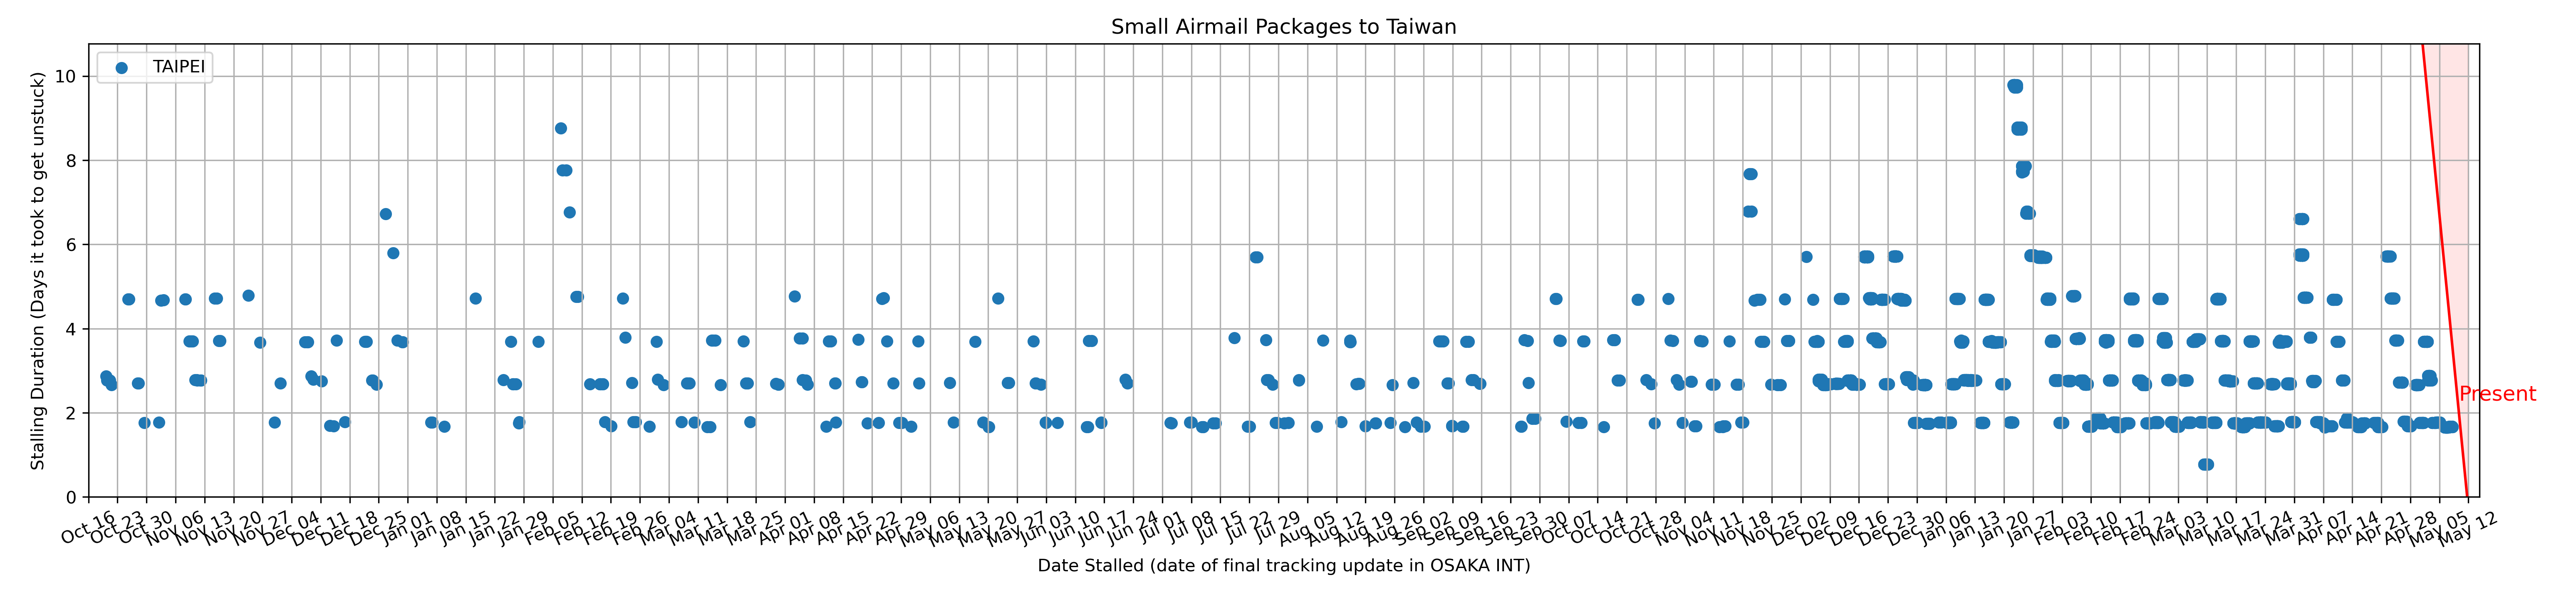 Small Airmail Packages to Taiwan
TAIPEI
Stalling Duration (Days it took to get unstuck)
10
8
6
4
2
0
Present
Oct 16
Oct 23
Oct 30
Nov 06
Nov 13
Nov 20
Nov 27
Dec 04
Dec 11
Dec 18
Dec 25
Jan 01
Jan 08
Jan 15
Jan 22
Jan 29
Feb 05
Feb 12
Feb 19
Feb 26
Mar 04
Mar 11
Mar 18
Mar 25
Apr 01
Apr 08
Apr 15
Apr 22
Apr 29
May 06
May 13
May 20
May 27
Jun 03
Jun 10
Jun 17
Jun 24
Jul 01
Jul 08
Jul 15
Jul 22
Jul 29
Aug 05
Aug 12
Aug 19
Aug 26
Sep 02
Sep 09
Sep 16
Sep 23
Sep 30
Oct 07
Oct 14
Oct 21
Oct 28
Nov 04
Nov 11
Nov 18
Nov 25
Dec 02
Dec 09
Dec 16
Dec 23
Dec 30
Jan 06
Jan 13
Jan 20
Jan 27
Feb 03
Feb 10
Feb 17
Feb 24
Mar 03
Mar 10
Mar 17
Mar 24
Mar 31
Apr 07
Apr 14
Apr 21
Apr 28
May 05
May 12
Date Stalled (date of final tracking update in OSAKA INT)